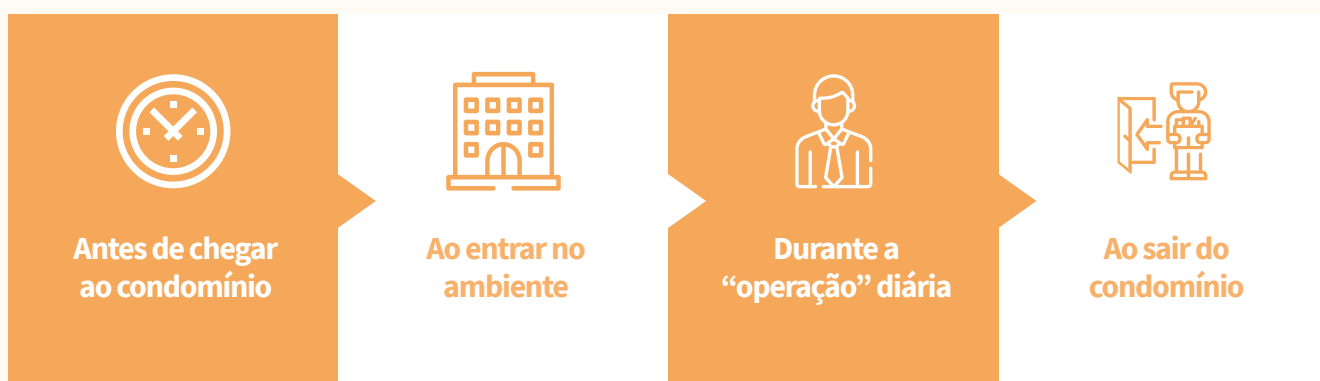 Antes de chegar
ao condomínio
Ao entrar no
ambiente
Durante a
“operação” diária
Ao sair do
condomínio